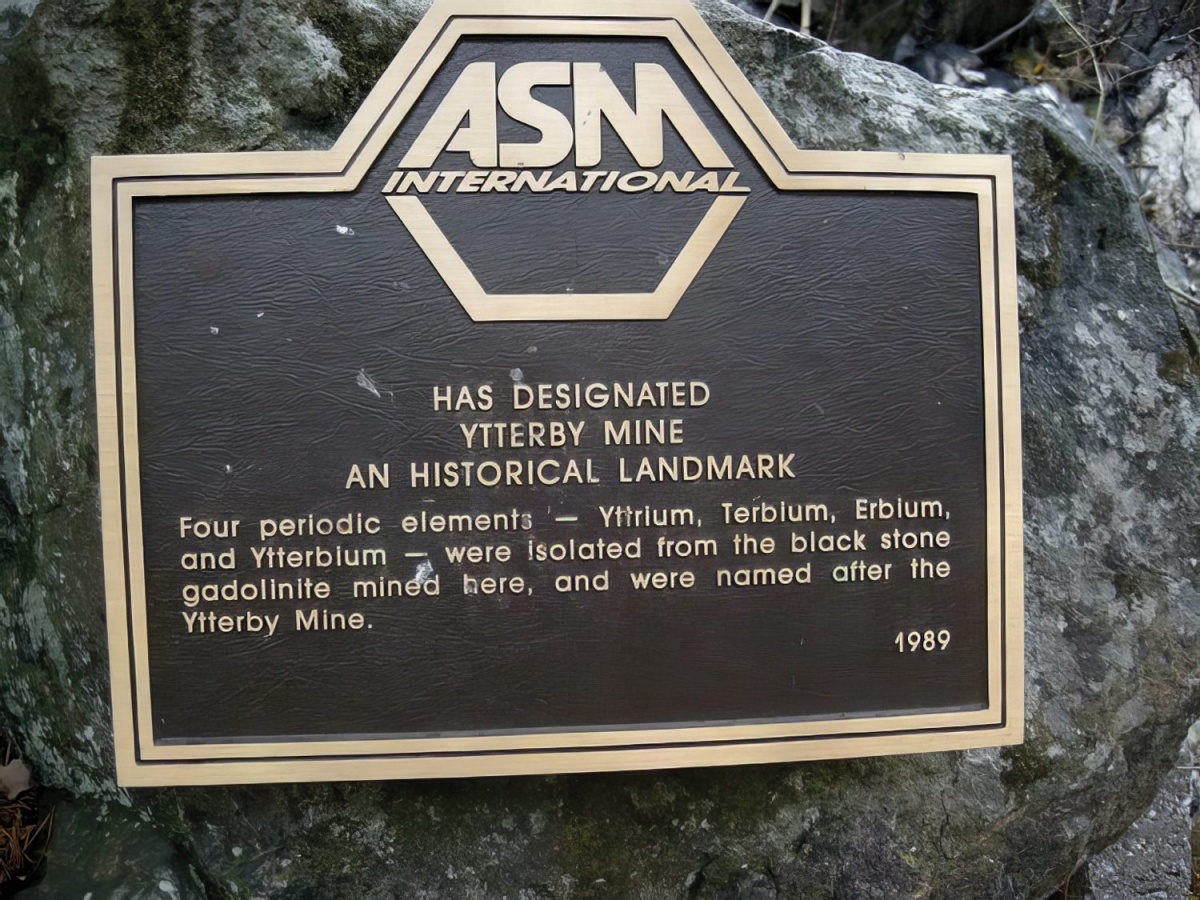 ASM
INTERNATIONAL
HAS DESIGNATED
YTTERBY MINE
AN HISTORICAL LANDMARK
Four periodic elements — Yttrium, Terbium, Erbium,
and Ytterbium — were isolated from the black stone
gadolinite mined here, and were named after the
Ytterby Mine.
1989